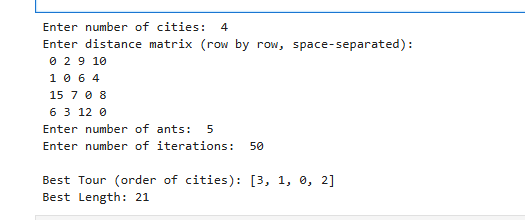 Enter number of cities:  4
Enter distance matrix (row by row, space-separated):
0 2 9 10
1 0 6 4
15 7 0 8
6 3 12 0
Enter number of ants:  5
Enter number of iterations:  50
Best Tour (order of cities): [3, 1, 0, 2]
Best Length: 21